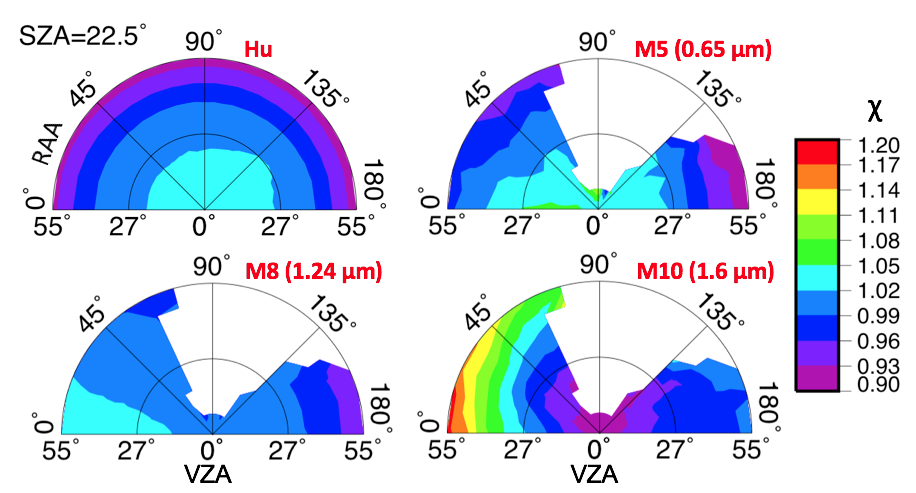 SZA=22.5°
90°
Hu
45°
135°
RAA
0°
180°
55° 27° 0 27° 55°
90°
M5 (0.65 μm)
45°
135°
0°
180°
55° 27° 0 27° 55°
χ
1.20
1.17
1.14
1.11
1.08
1.05
1.02
0.99
0.96
0.93
0.90
90°
M8 (1.24 μm)
45°
135°
0°
180°
55° 27° 0 27° 55°
VZA
90°
M10 (1.6 μm)
45°
135°
0°
180°
55° 27° 0 27° 55°
VZA